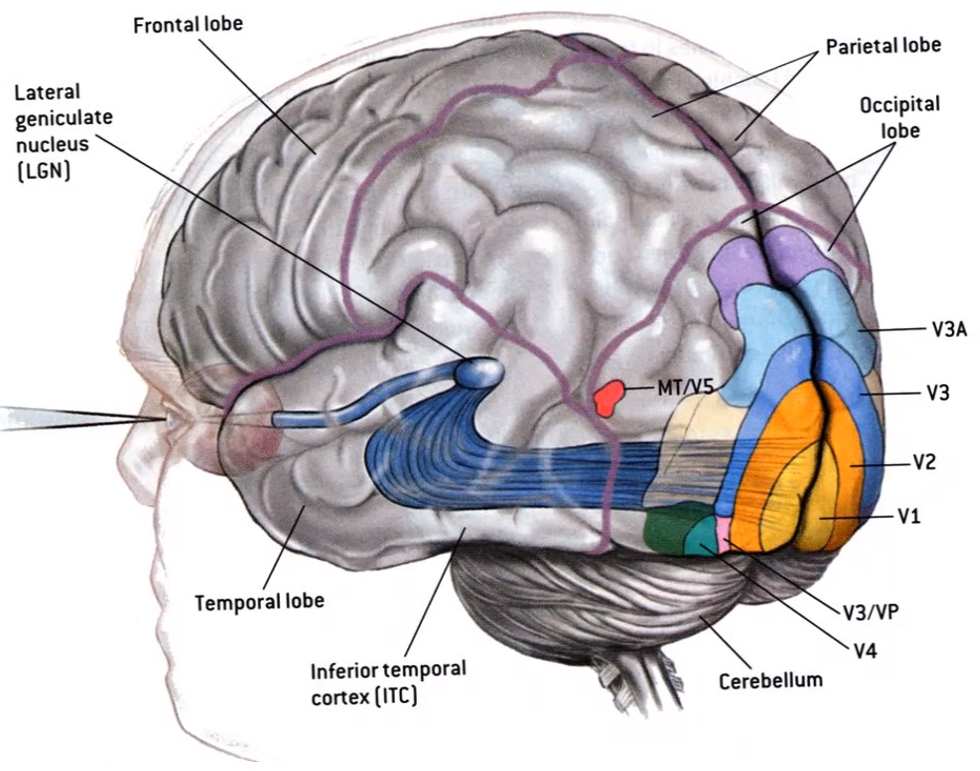 Frontal lobe
Parietal lobe
Lateral
geniculate
nucleus
(LGN)
Occipital
lobe
V3A
MT/V5
V3
V2
V1
Temporal lobe
V3/VP
V4
Inferior temporal
cortex (ITC)
Cerebellum